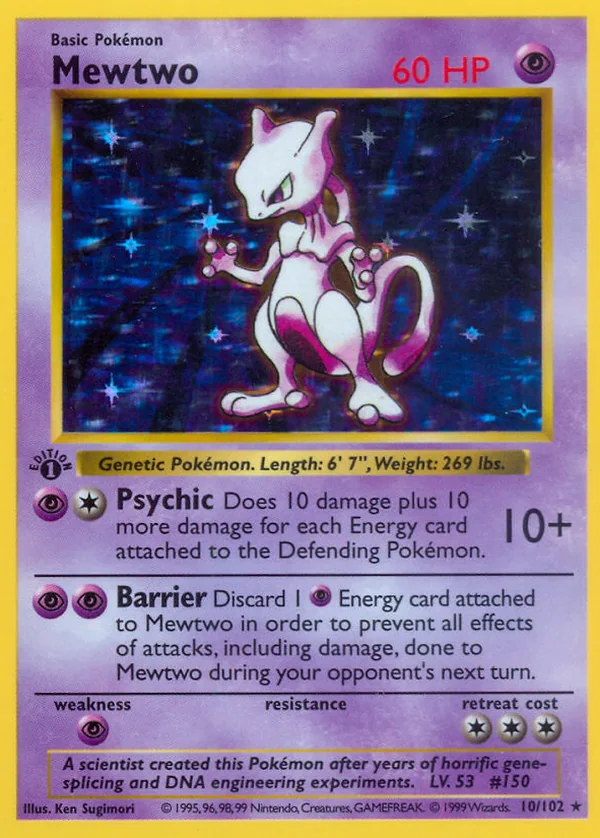 Basic Pokémon
Mewtwo 60 HP
EDITION
1
Genetic Pokémon. Length: 6' 7", Weight: 269 lbs.
Psychic Does 10 damage plus 10
more damage for each Energy card
attached to the Defending Pokémon.
10+
Barrier Discard 1 Energy card attached
to Mewtwo in order to prevent all effects
of attacks, including damage, done to
Mewtwo during your opponent's next turn.
weakness resistance retreat cost
A scientist created this Pokémon after years of horrific gene-
splicing and DNA engineering experiments. LV. 53 #150
Illus. Ken Sugimori © 1995, 96, 98, 99 Nintendo, Creatures, GAMEFREAK. © 1999 Wizards. 10/102 ★